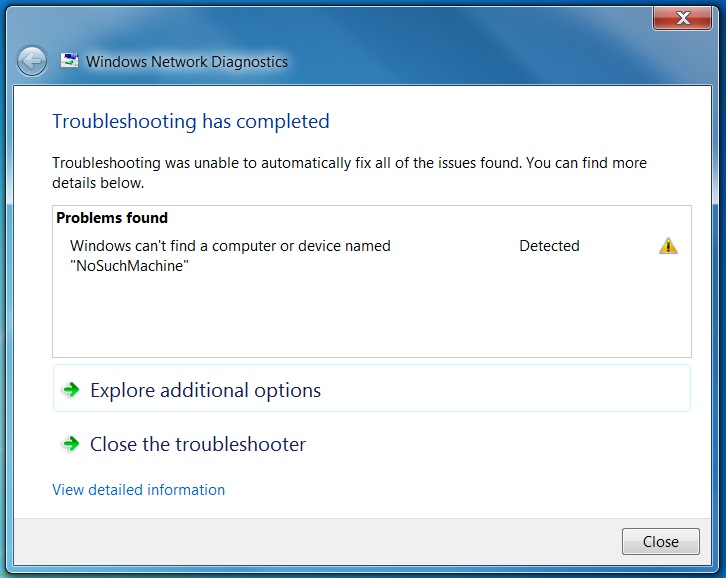 Windows Network Diagnostics
Troubleshooting has completed
Troubleshooting was unable to automatically fix all of the issues found. You can find more
details below.
Problems found
Windows can't find a computer or device named Detected
"NoSuchMachine"
Explore additional options
Close the troubleshooter
View detailed information
Close